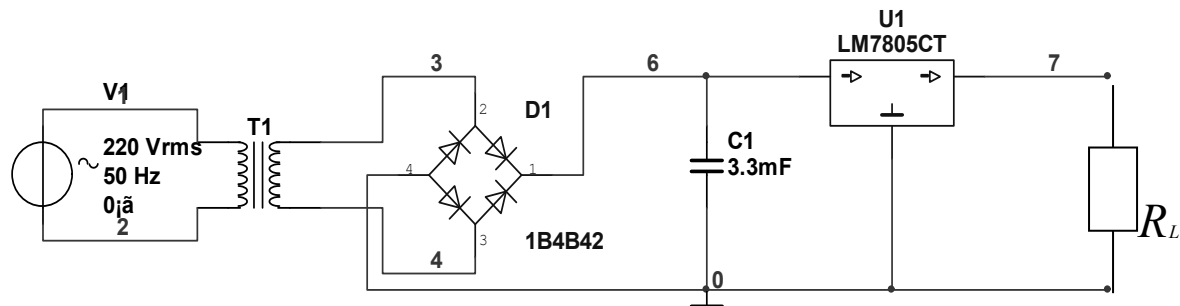 U1
LM7805CT
3
6
7
V1
1
2
D1
T1
220 Vrms
50 Hz
0¡ã
2
4
1
C1
3.3mF
3
1B4B42
4
0
R_L